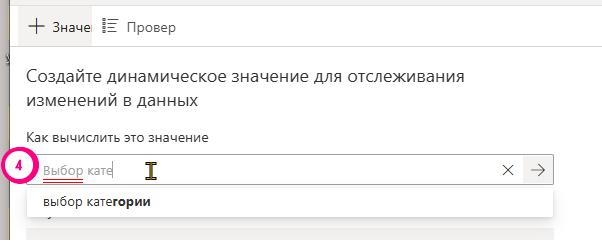 Значе Провер
Создайте динамическое значение для отслеживания
изменений в данных
Как вычислить это значение
4
Выбор кате
выбор категории